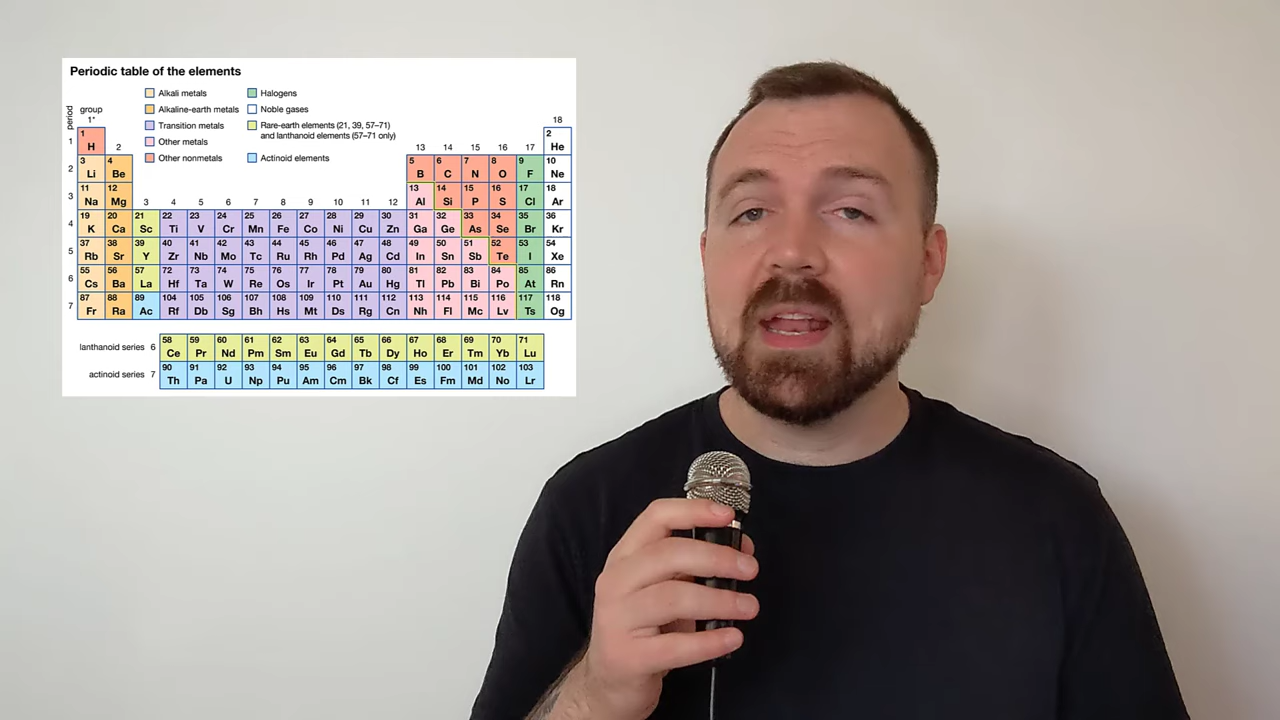 Periodic table of the elements
Alkali metals
Halogens
group
Alkaline-earth metals
Noble gases
period
1*
18
Transition metals
Rare-earth elements (21, 39, 57–71)
and lanthanoid elements (57–71 only)
Other metals
Other nonmetals
Actinoid elements
1 2
1 H 2 13 14 15 16 17 He
3 4 5 6 7 8 9 10
2 Li Be B C N O F Ne
11 12 13 14 15 16 17 18
3 Na Mg 3 4 5 6 7 8 9 10 11 12 Al Si P S Cl Ar
19 20 21 22 23 24 25 26 27 28 29 30 31 32 33 34 35 36
4 K Ca Sc Ti V Cr Mn Fe Co Ni Cu Zn Ga Ge As Se Br Kr
37 38 39 40 41 42 43 44 45 46 47 48 49 50 51 52 53 54
5 Rb Sr Y Zr Nb Mo Tc Ru Rh Pd Ag Cd In Sn Sb Te I Xe
55 56 57 72 73 74 75 76 77 78 79 80 81 82 83 84 85 86
6 Cs Ba La Hf Ta W Re Os Ir Pt Au Hg Tl Pb Bi Po At Rn
87 88 89 104 105 106 107 108 109 110 111 112 113 114 115 116 117 118
7 Fr Ra Ac Rf Db Sg Bh Hs Mt Ds Rg Cn Nh Fl Mc Lv Ts Og
58 59 60 61 62 63 64 65 66 67 68 69 70 71
lanthanoid series 6 Ce Pr Nd Pm Sm Eu Gd Tb Dy Ho Er Tm Yb Lu
90 91 92 93 94 95 96 97 98 99 100 101 102 103
actinoid series 7 Th Pa U Np Pu Am Cm Bk Cf Es Fm Md No Lr